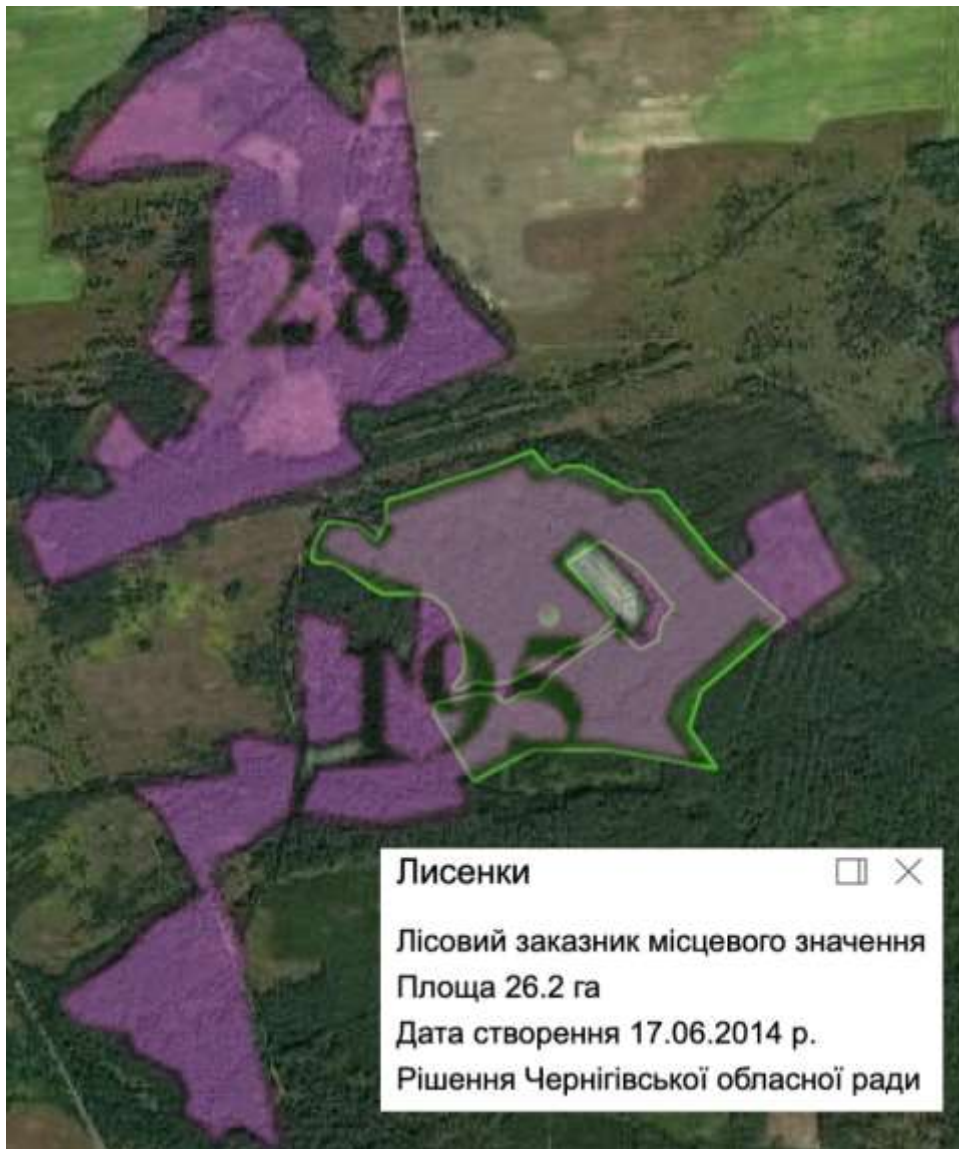 128
195
Лисенки
Лісовий заказник місцевого значення
Площа 26.2 га
Дата створення 17.06.2014 р.
Рішення Чернігівської обласної ради